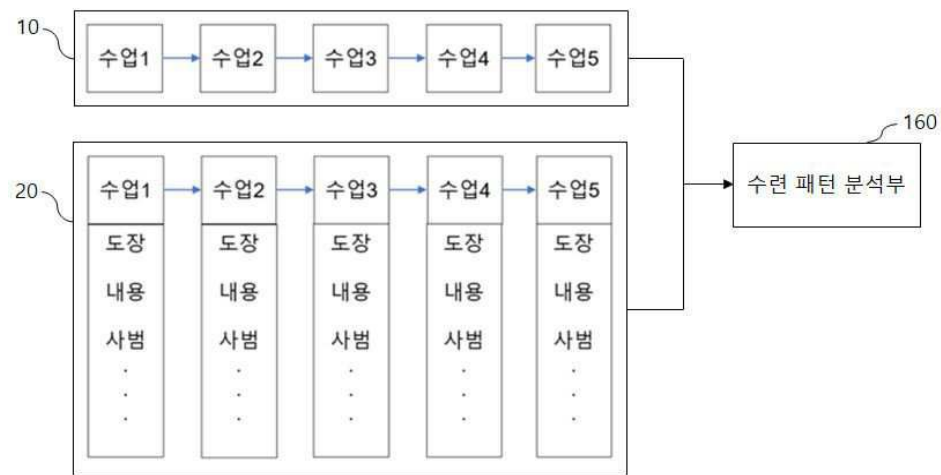 10
수업1 수업2 수업3 수업4 수업5
160
수련 패턴 분석부
20
수업1 수업2 수업3 수업4 수업5
도장 도장 도장 도장 도장
내용 내용 내용 내용 내용
사범 사범 사범 사범 사범
· · · · ·
· · · · ·
· · · · ·